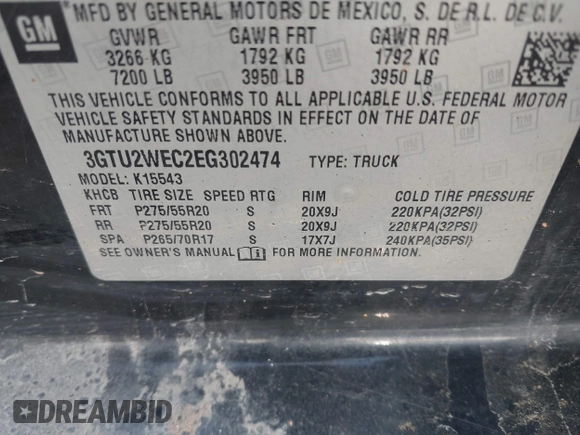 GM
MFD BY GENERAL MOTORS DE MEXICO, S. DE R.L. DE C.V.
GVWR GAWR FRT GAWR RR
3266 KG 1792 KG 1792 KG
7200 LB 3950 LB 3950 LB
THIS VEHICLE CONFORMS TO ALL APPLICABLE U.S. FEDERAL MOTOR
VEHICLE SAFETY STANDARDS IN EFFECT ON THE DATE OF
MANUFACTURE SHOWN ABOVE.
3GTU2WEC2EG302474 TYPE: TRUCK
MODEL: K15543
KHCB TIRE SIZE SPEED RTG RIM COLD TIRE PRESSURE
FRT P275/55R20 S 20X9J 220KPA(32PSI)
RR P275/55R20 S 20X9J 220KPA(32PSI)
SPA P265/70R17 S 17X7J 240KPA(35PSI)
SEE OWNER'S MANUAL FOR MORE INFORMATION.
DREAMBID